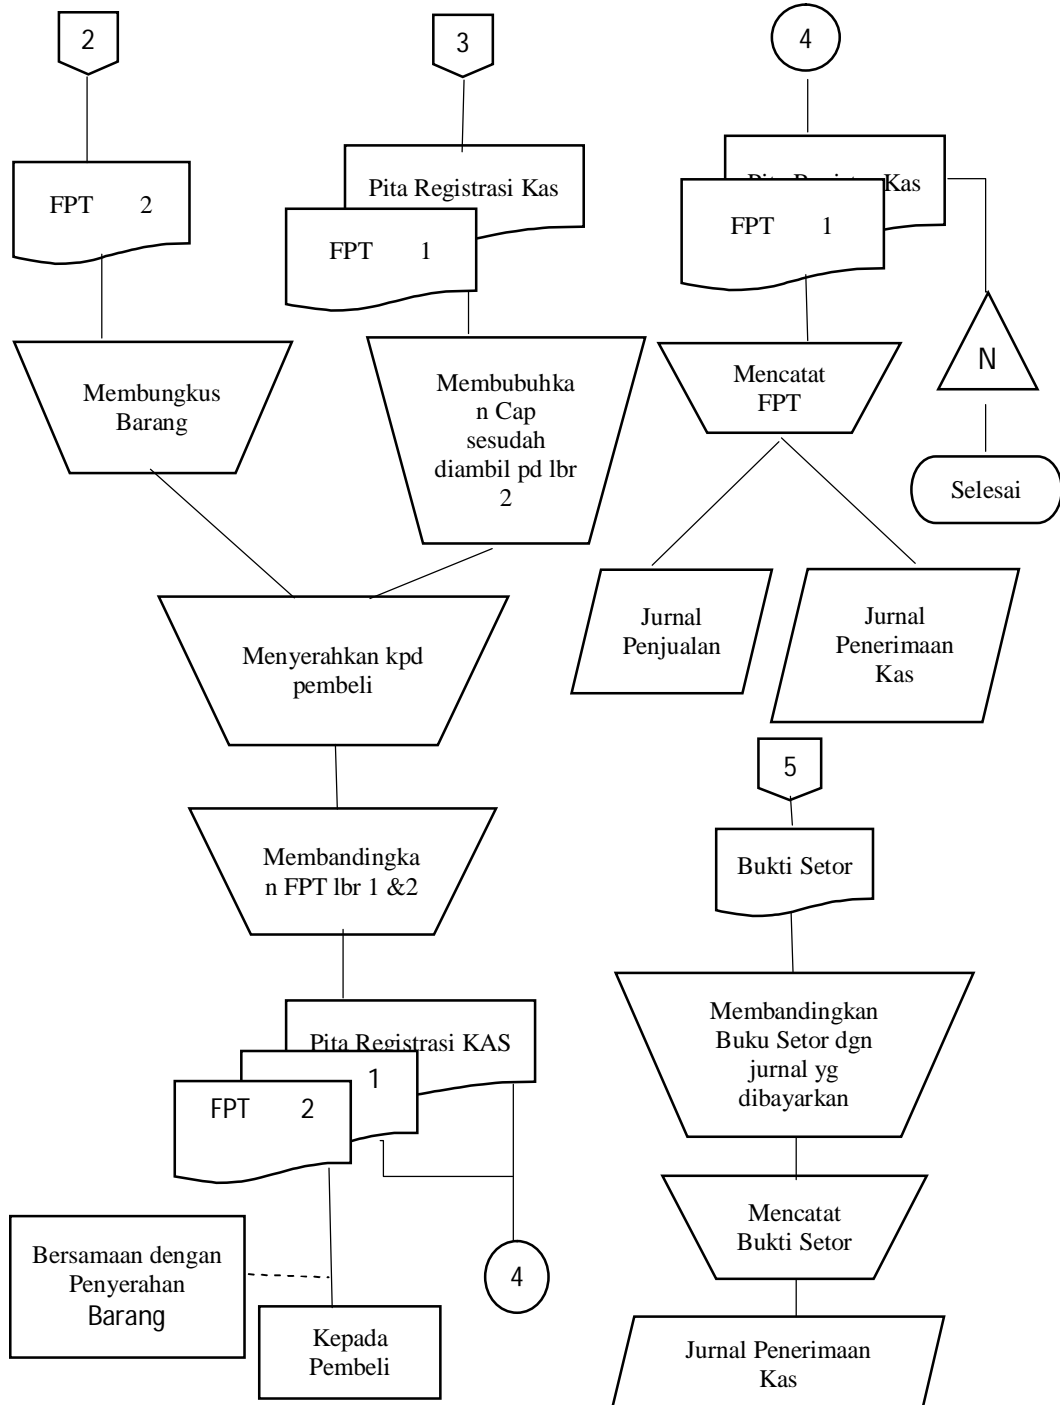 2
FPT 2
Membungkus
Barang
3
Pita Registrasi Kas
FPT 1
Membubuhka
n Cap
sesudah
diambil pd lbr
2
Menyerahkan kpd
pembeli
Membandingka
n FPT lbr 1 &2
Pita Registrasi KAS
1
FPT 2
Bersamaan dengan
Penyerahan
Barang
Kepada
Pembeli
4
4
Kas
FPT 1
Mencatat
FPT
N
Selesai
Jurnal
Penjualan
Jurnal
Penerimaan
Kas
5
Bukti Setor
Membandingkan
Buku Setor dgn
jurnal yg
dibayarkan
Mencatat
Bukti Setor
Jurnal Penerimaan
Kas